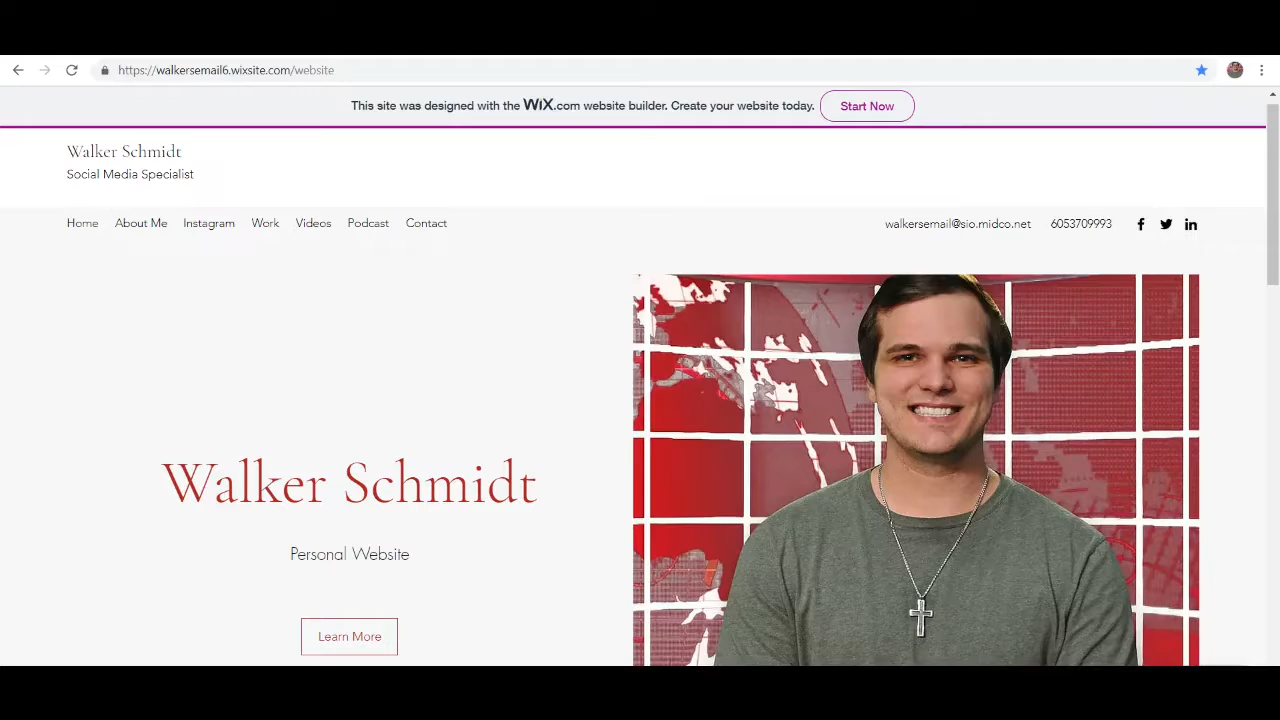 https://walkersemail6.wixsite.com/website
This site was designed with the WiX.com website builder. Create your website today. Start Now
Walker Schmidt
Social Media Specialist
Home About Me Instagram Work Videos Podcast Contact walkersemail@sio.midco.net 6053709993
Walker Schmidt
Personal Website
Learn More